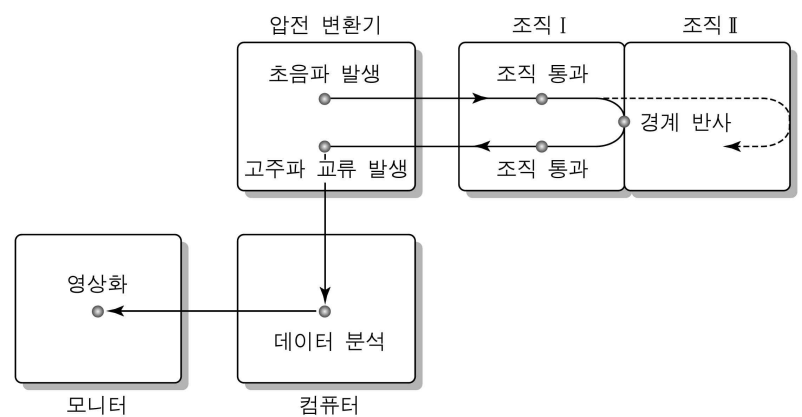 압전 변환기
조직 Ⅰ
조직 Ⅱ
초음파 발생
조직 통과
경계 반사
고주파 교류 발생
조직 통과
영상화
데이터 분석
모니터
컴퓨터